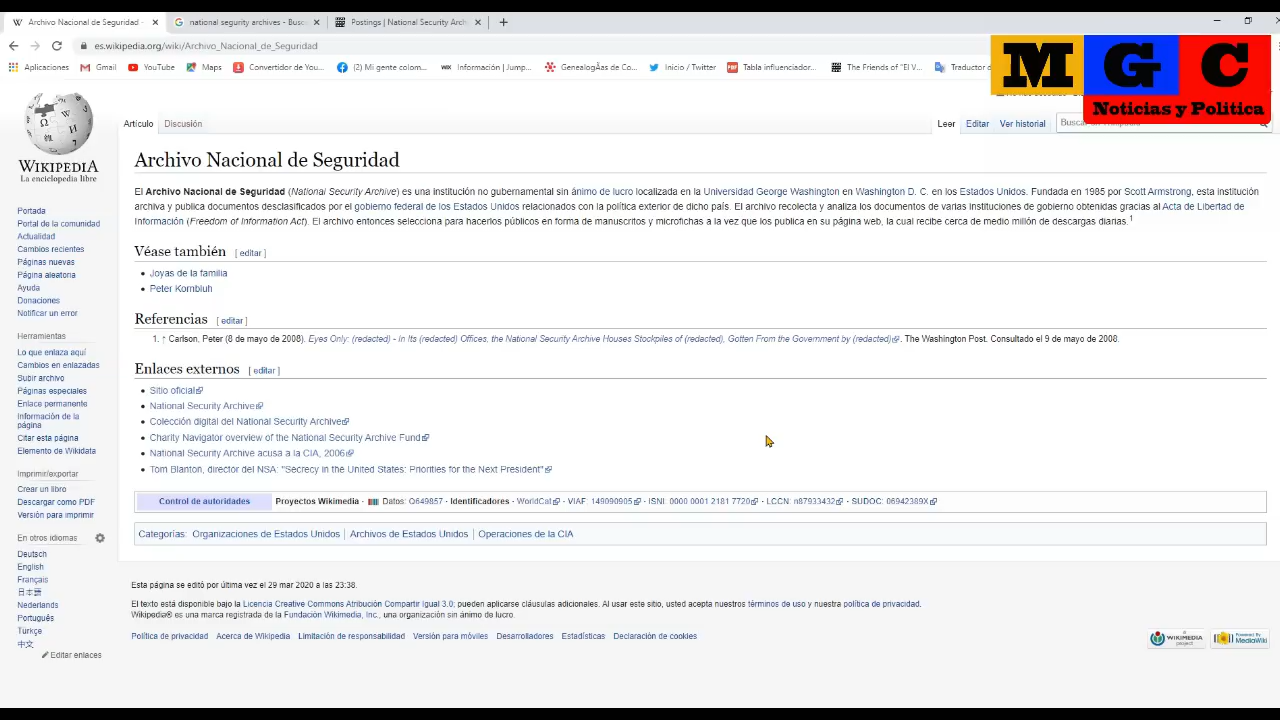 Archivo Nacional de Seguridad -
national security archives - Busc
Postings | National Security Arch
es.wikipedia.org/wiki/Archivo_Nacional_de_Seguridad
Aplicaciones
Gmail
YouTube
Maps
Convertidor de You...
(2) Mi gente colom...
Información | Jump...
GenealogÃ­as de Co...
Inicio / Twitter
Tabla influenciador...
The Friends of "El V...
Traductor d
M G C
Noticias y Politica
WIKIPEDIA
La enciclopedia libre
Artículo
Discusión
Leer
Editar
Ver historial
Archivo Nacional de Seguridad
El Archivo Nacional de Seguridad (National Security Archive) es una institución no gubernamental sin ánimo de lucro localizada en la Universidad George Washington en Washington D. C. en los Estados Unidos. Fundada en 1985 por Scott Armstrong, esta institución
archiva y publica documentos desclasificados por el gobierno federal de los Estados Unidos relacionados con la política exterior de dicho país. El archivo recolecta y analiza los documentos de varias instituciones de gobierno obtenidas gracias al Acta de Libertad de
Información (Freedom of Information Act). El archivo entonces selecciona para hacerlos públicos en forma de manuscritos y microfichas a la vez que los publica en su página web, la cual recibe cerca de medio millón de descargas diarias.1
Véase también [ editar ]
Joyas de la familia
Peter Kornbluh
Referencias [ editar ]
1. ↑ Carlson, Peter (8 de mayo de 2008). Eyes Only: (redacted) - In Its (redacted) Offices, the National Security Archive Houses Stockpiles of (redacted), Gotten From the Government by (redacted). The Washington Post. Consultado el 9 de mayo de 2008.
Enlaces externos [ editar ]
Sitio oficial
National Security Archive
Colección digital del National Security Archive
Charity Navigator overview of the National Security Archive Fund
National Security Archive acusa a la CIA, 2006
Tom Blanton, director del NSA: "Secrecy in the United States: Priorities for the Next President"
Control de autoridades
Proyectos Wikimedia · Datos: Q649857 · Identificadores · WorldCat · VIAF: 149090905 · ISNI: 0000 0001 2181 7720 · LCCN: n87933432 · SUDOC: 06942389X
Categorías: Organizaciones de Estados Unidos | Archivos de Estados Unidos | Operaciones de la CIA
Portada
Portal de la comunidad
Actualidad
Cambios recientes
Páginas nuevas
Página aleatoria
Ayuda
Donaciones
Notificar un error
Herramientas
Lo que enlaza aquí
Cambios en enlazadas
Subir archivo
Páginas especiales
Enlace permanente
Información de la
página
Citar esta página
Elemento de Wikidata
Imprimir/exportar
Crear un libro
Descargar como PDF
Versión para imprimir
En otros idiomas
Deutsch
English
Français
日本語
Nederlands
Português
Türkçe
中文
Editar enlaces
Esta página se editó por última vez el 29 mar 2020 a las 23:38.
El texto está disponible bajo la Licencia Creative Commons Atribución Compartir Igual 3.0; pueden aplicarse cláusulas adicionales. Al usar este sitio, usted acepta nuestros términos de uso y nuestra política de privacidad.
Wikipedia® es una marca registrada de la Fundación Wikimedia, Inc., una organización sin ánimo de lucro.
Política de privacidad
Acerca de Wikipedia
Limitación de responsabilidad
Versión para móviles
Desarrolladores
Estadísticas
Declaración de cookies
A
WIKIMEDIA
project
Powered By
MediaWiki